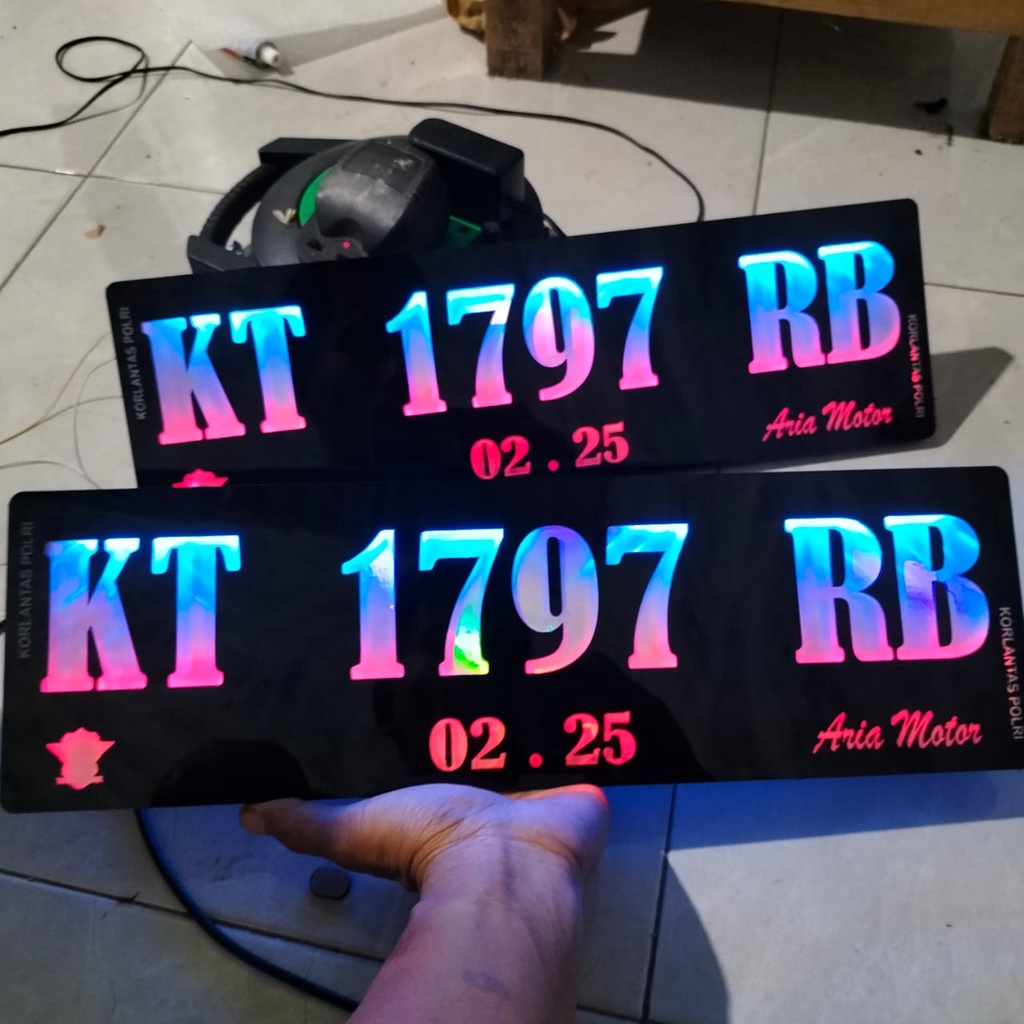 KORLANTAS POLRI
KT 1797 RB
KORLANTAS POLRI
02 . 25
Aria Motor
KORLANTAS POLRI
KT 1797 RB
KORLANTAS POLRI
02 . 25
Aria Motor